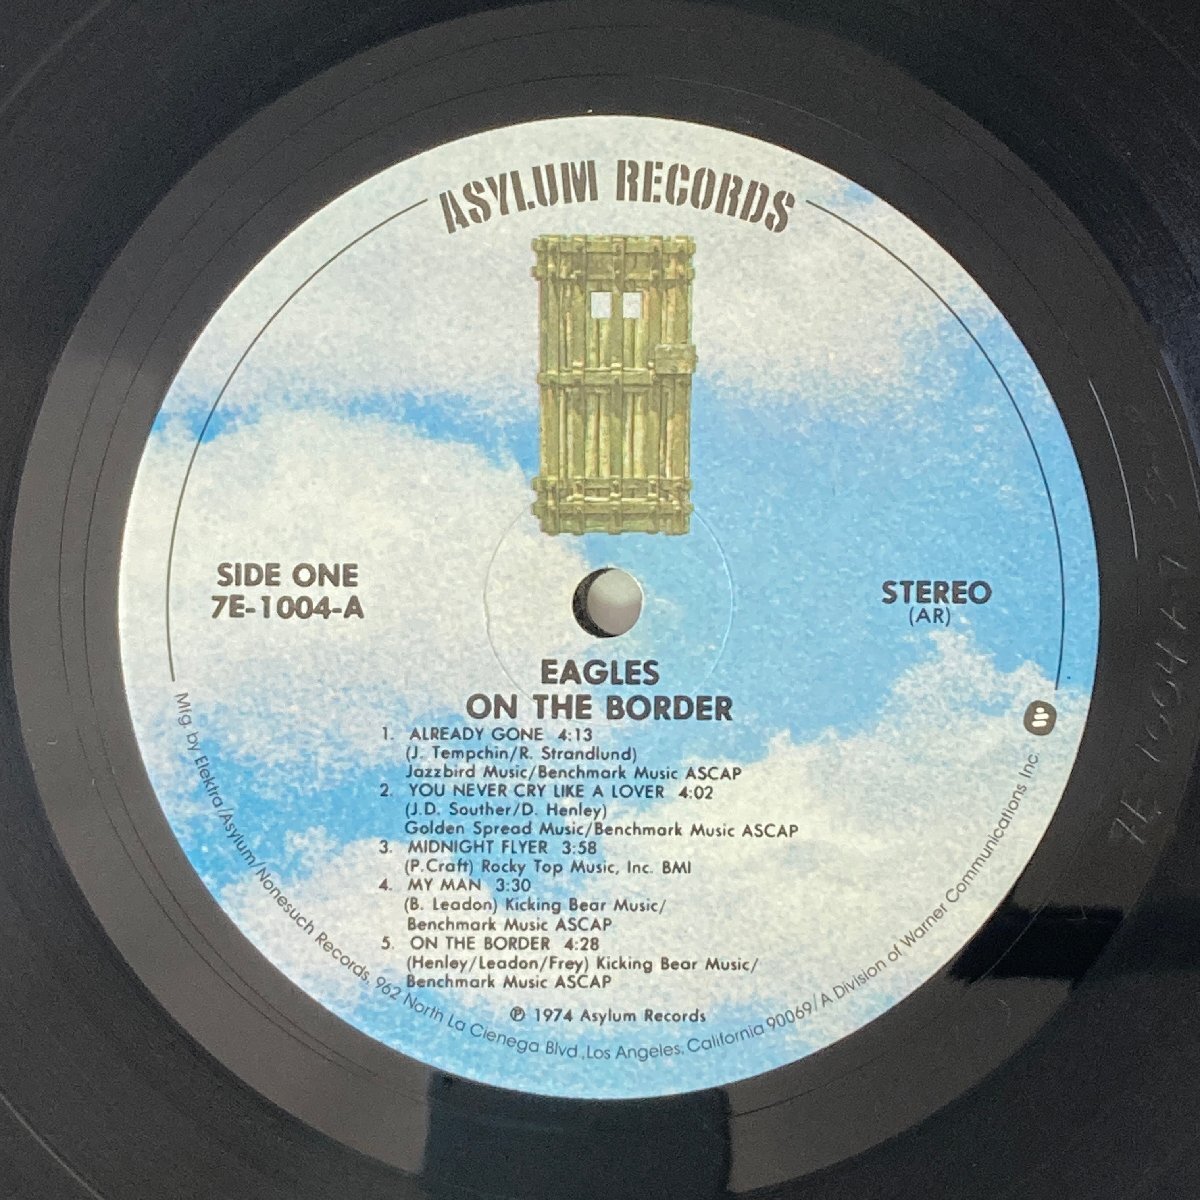 ASYLUM RECORDS
SIDE ONE
7E-1004-A
STEREO
(AR)
EAGLES
ON THE BORDER
1. ALREADY GONE 4:13
(J. Tempchin/R. Strandlund)
Jazzbird Music/Benchmark Music ASCAP
2. YOU NEVER CRY LIKE A LOVER 4:02
(J.D. Souther/D. Henley)
Golden Spread Music/Benchmark Music ASCAP
3. MIDNIGHT FLYER 3:58
(P.Craft) Rocky Top Music, Inc. BMI
4. MY MAN 3:30
(B. Leadon) Kicking Bear Music/
Benchmark Music ASCAP
5. ON THE BORDER 4:28
(Henley/Leadon/Frey) Kicking Bear Music/
Benchmark Music ASCAP
℗ 1974 Asylum Records
Mfg. by Elektra/Asylum/Nonesuch Records, 962 North La Cienega Blvd., Los Angeles, California 90069/A Division of Warner Communications Inc.